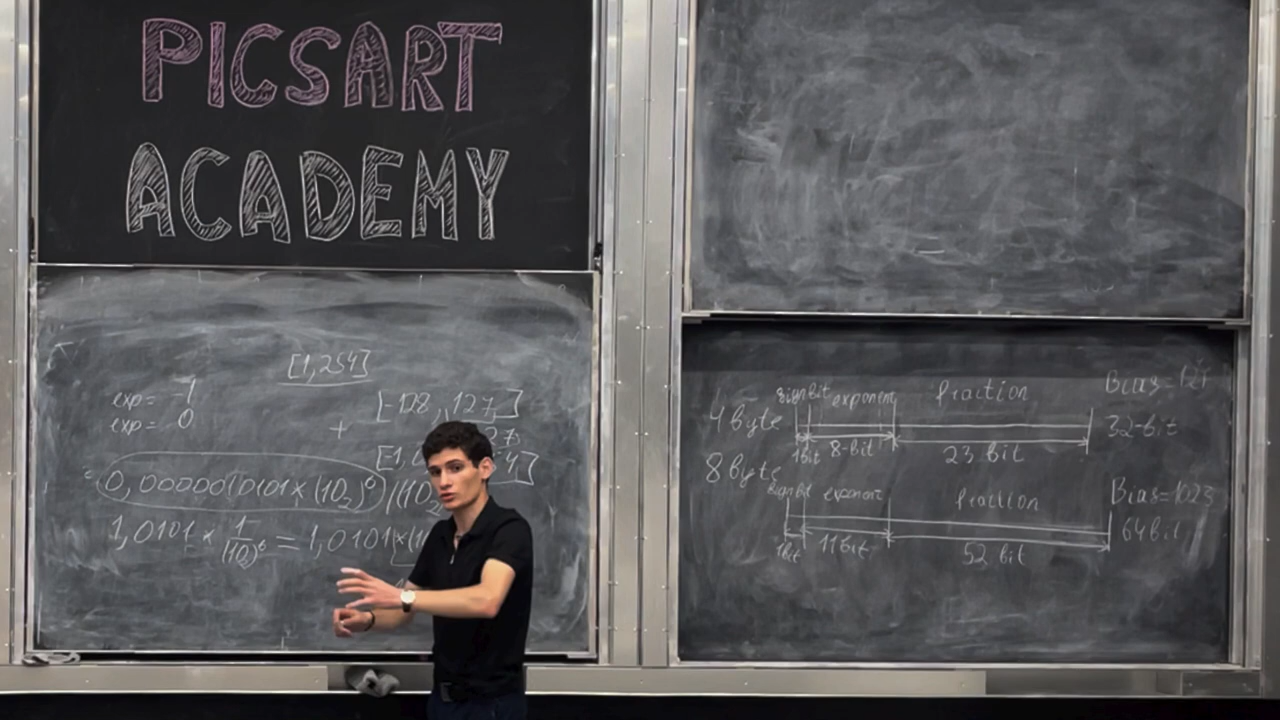 PICSART
ACADEMY
[1,254]
exp = -1
exp = 0
[-128, 127]
+
0,0000010101 × (10₂)⁶
1,0101 × 1/(10₂)⁶ = 1,0101 ×
4 byte
sign bit exponent fraction
Bias=127
1bit 8-bit 23 bit
32-bit
8 byte
sign bit exponent fraction
Bias=1023
1bit 11bit 52 bit
64bit